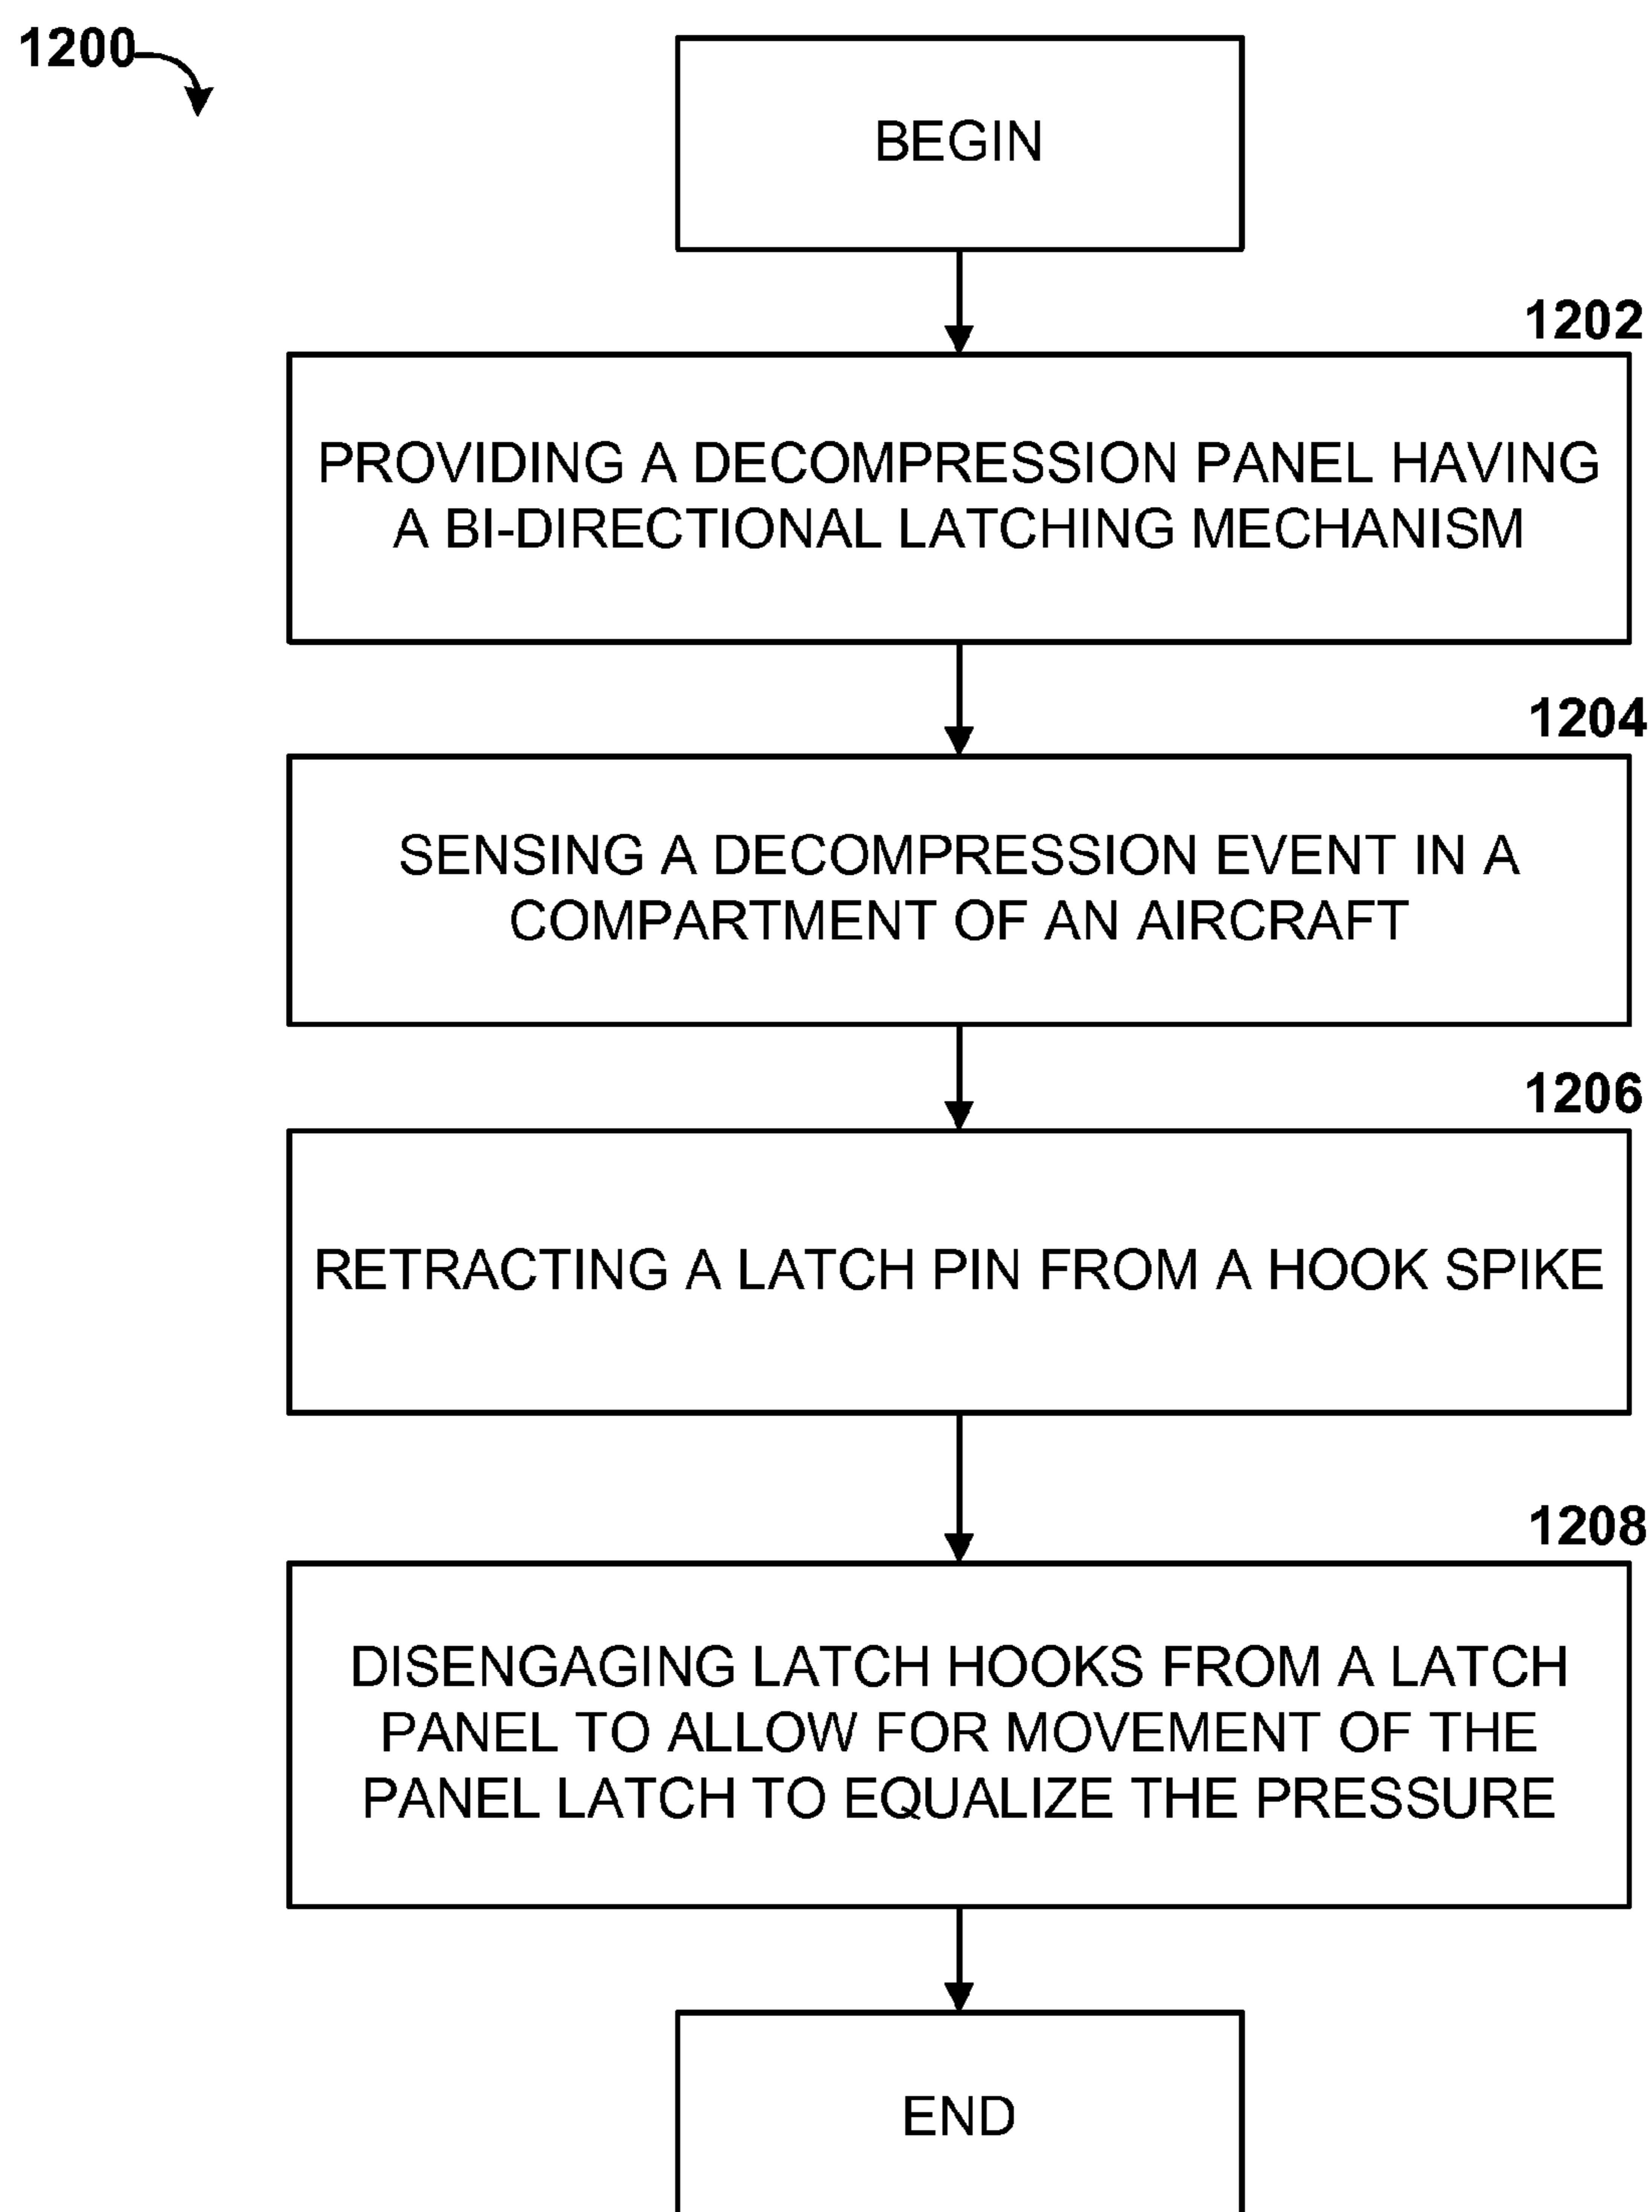 1200
BEGIN
1202
PROVIDING A DECOMPRESSION PANEL HAVING
A BI-DIRECTIONAL LATCHING MECHANISM
1204
SENSING A DECOMPRESSION EVENT IN A
COMPARTMENT OF AN AIRCRAFT
1206
RETRACTING A LATCH PIN FROM A HOOK SPIKE
1208
DISENGAGING LATCH HOOKS FROM A LATCH
PANEL TO ALLOW FOR MOVEMENT OF THE
PANEL LATCH TO EQUALIZE THE PRESSURE
END